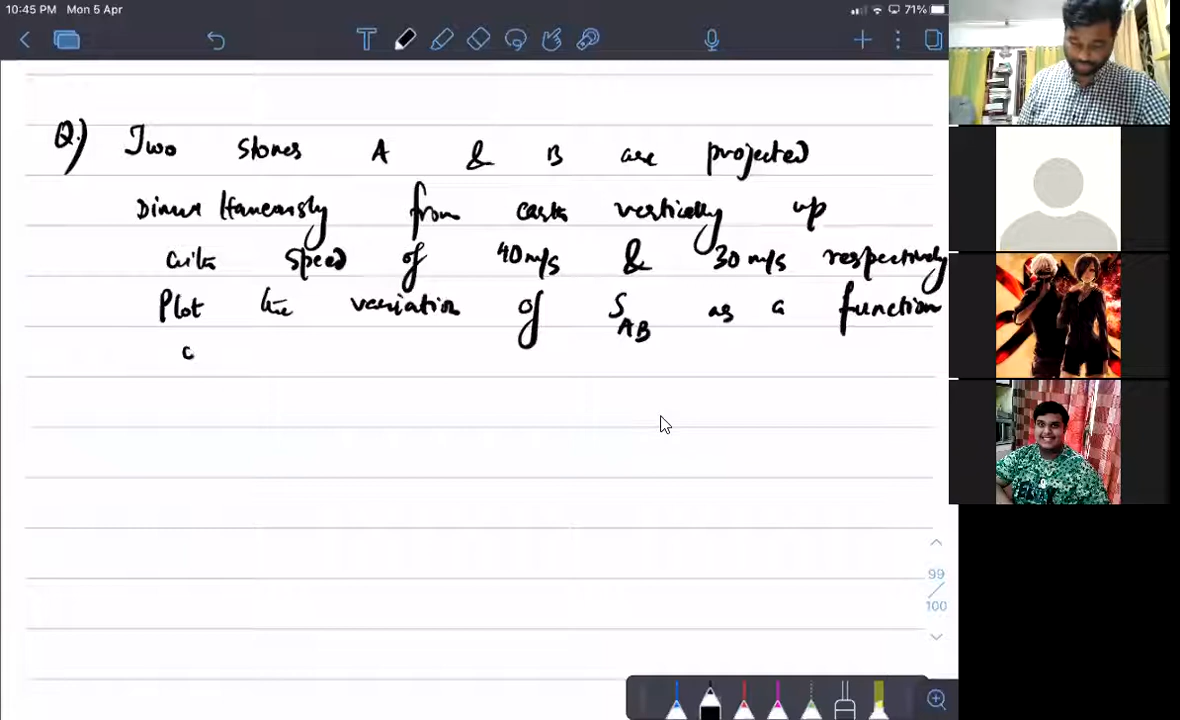 10:45 PM Mon 5 Apr
71%
Q.) Two stones A & B are projected
simultaneously from earth vertically up
with speed of 40 m/s & 30 m/s respectively
Plot the variation of S_AB as a function
o
99
/
100